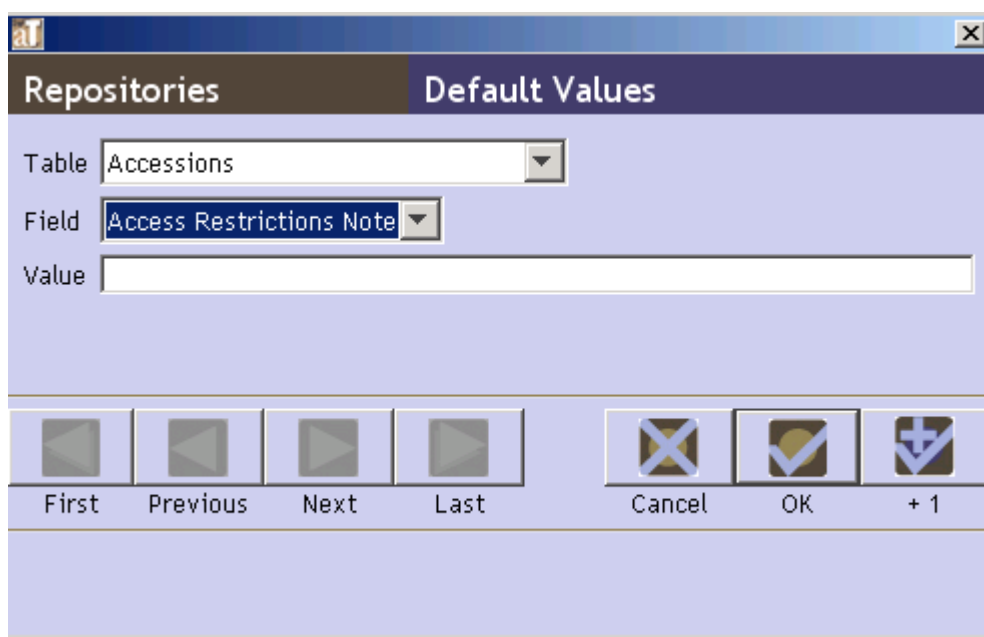 aT
Repositories Default Values
Table Accessions
Field Access Restrictions Note
Value
First Previous Next Last Cancel OK + 1